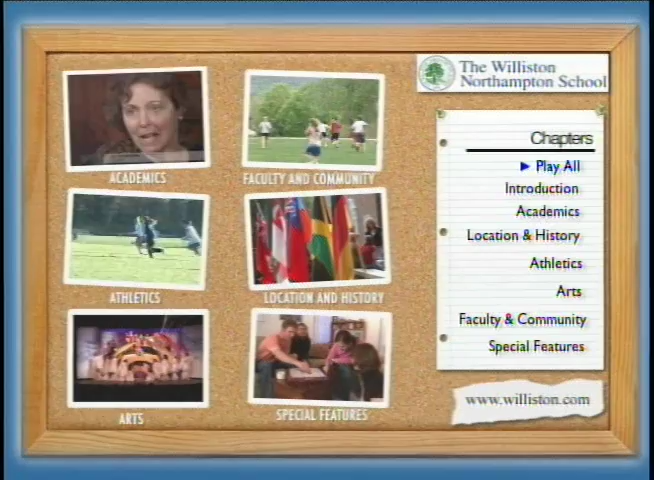 The Williston
Northampton School
ACADEMICS
FACULTY AND COMMUNITY
ATHLETICS
LOCATION AND HISTORY
ARTS
SPECIAL FEATURES
Chapters
► Play All
Introduction
Academics
Location & History
Athletics
Arts
Faculty & Community
Special Features
www.williston.com